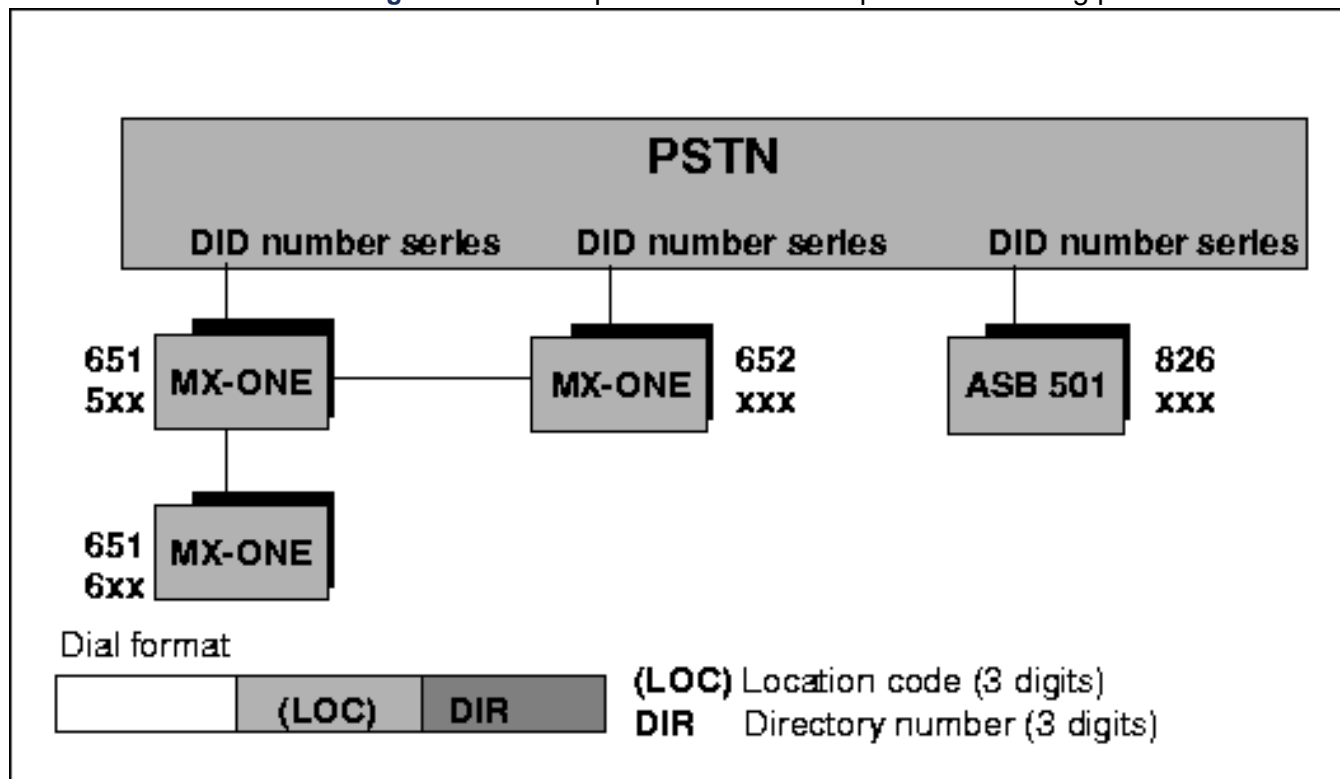 PSTN
DID number series DID number series DID number series
651
5xx
MX-ONE
MX-ONE
652
xxx
ASB 501
826
xxx
651
6xx
MX-ONE
Dial format
(LOC) DIR
(LOC) Location code (3 digits)
DIR Directory number (3 digits)